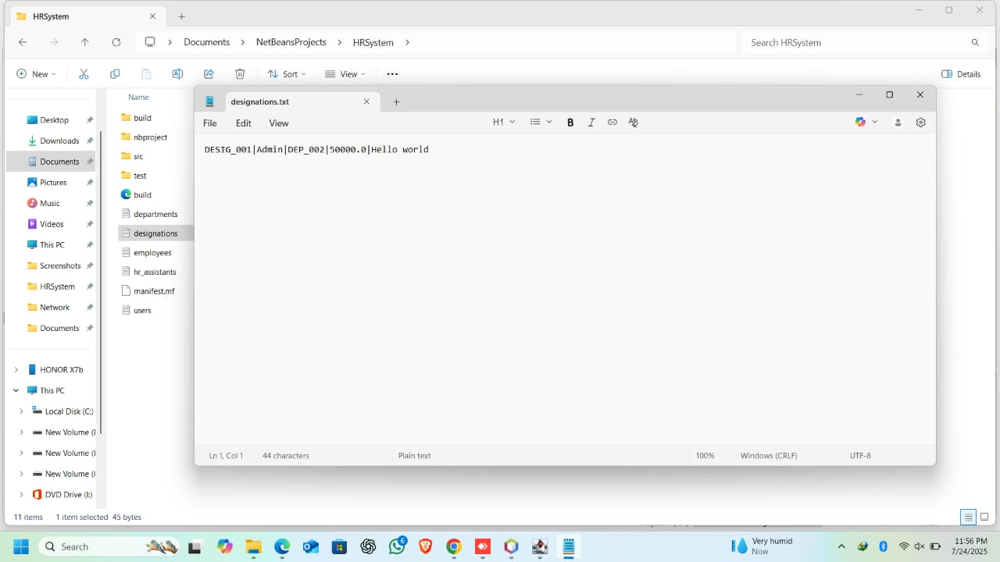 HRSystem
Documents
NetBeansProjects
HRSystem
Search HRSystem
New
Sort
View
Details
Name
Desktop
Downloads
Documents
Pictures
Music
Videos
This PC
Screenshots
HRSystem
Network
Documents
HONOR X7b
This PC
Local Disk (C:)
New Volume (
New Volume (
New Volume (
DVD Drive (I:)
build
nbproject
src
test
build
departments
designations
employees
hr_assistants
manifest.mf
users
designations.txt
File Edit View
H1
DESIG_001|Admin|DEP_002|50000.0|Hello world
Ln 1, Col 1 44 characters Plain text 100% Windows (CRLF) UTF-8
11 items 1 item selected 45 bytes
Search
6
Very humid
Now
11:56 PM
7/24/2025